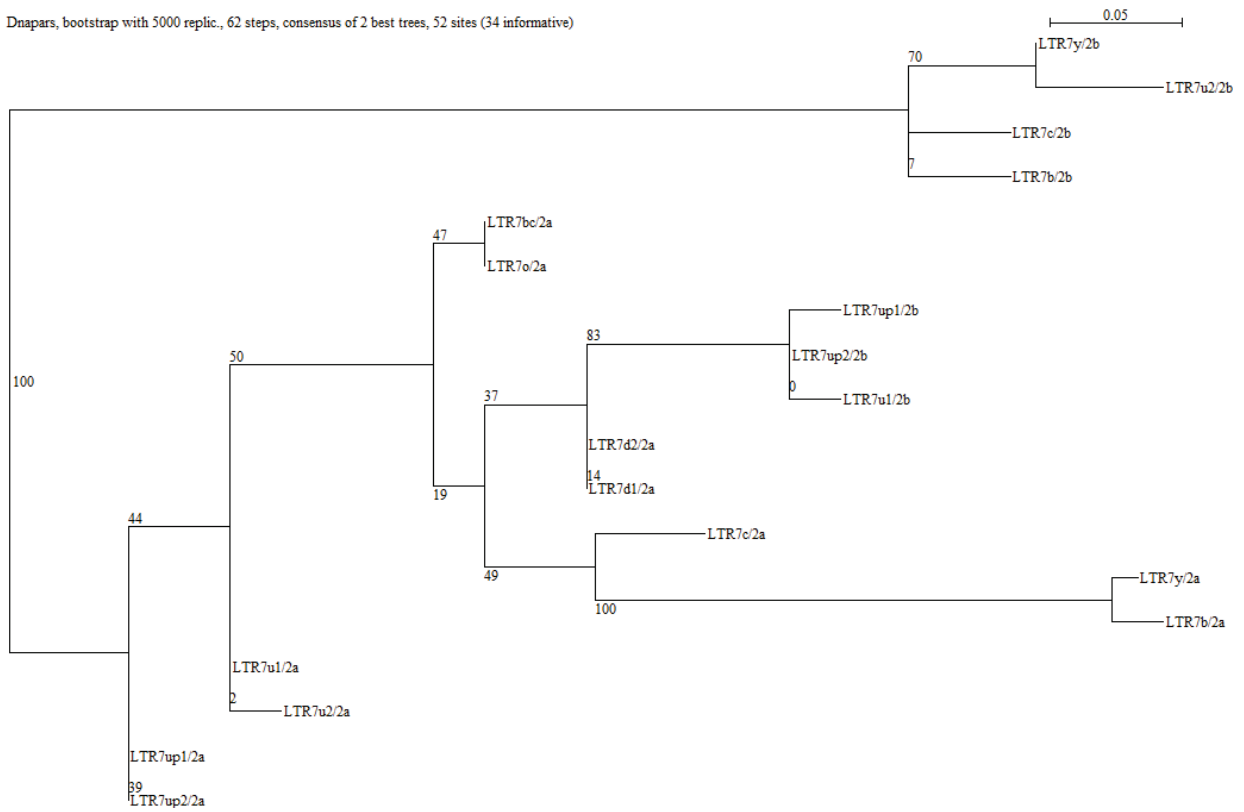 Dnapars, bootstrap with 5000 replic., 62 steps, consensus of 2 best trees, 52 sites (34 informative)
0.05
LTR7y/2b
70
LTR7u2/2b
LTR7c/2b
7
LTR7b/2b
LTR7bc/2a
47
LTR7o/2a
LTR7up1/2b
83
LTR7up2/2b
50
100
0
LTR7u1/2b
37
LTR7d2/2a
14
LTR7d1/2a
19
44
LTR7c/2a
49
LTR7y/2a
100
LTR7b/2a
LTR7u1/2a
2
LTR7u2/2a
LTR7up1/2a
39
LTR7up2/2a